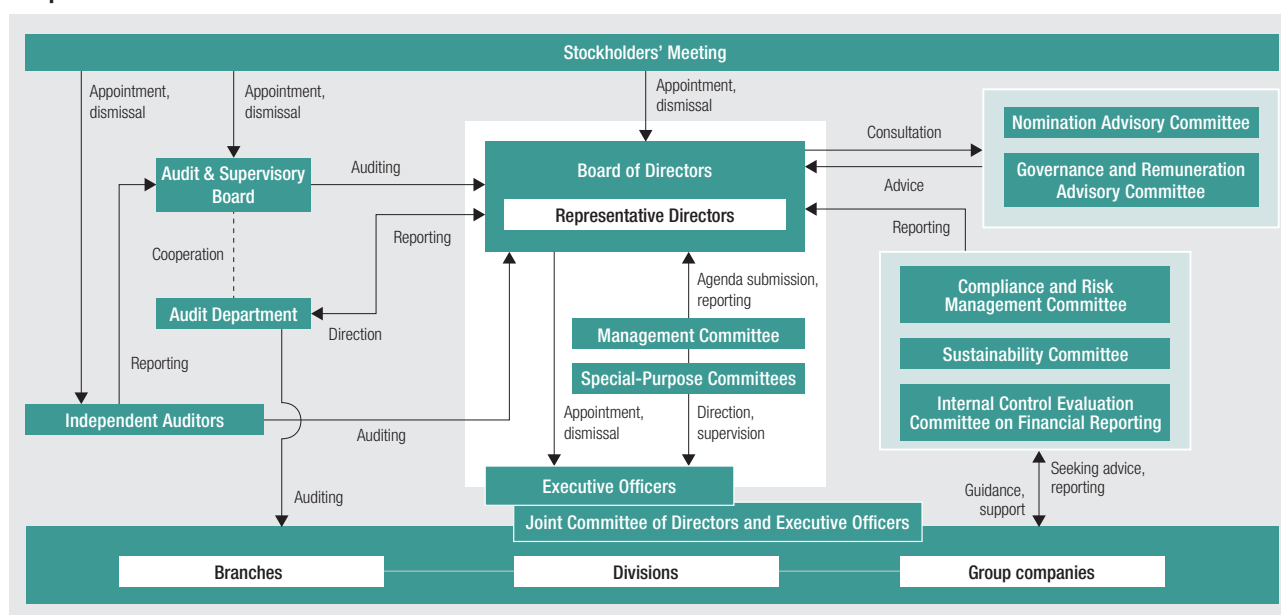 Stockholders' Meeting
Appointment,
dismissal
Appointment,
dismissal
Appointment,
dismissal
Audit & Supervisory
Board
Auditing
Board of Directors
Representative Directors
Consultation
Advice
Nomination Advisory Committee
Governance and Remuneration
Advisory Committee
Reporting
Reporting
Cooperation
Audit Department
Direction
Agenda submission,
reporting
Management Committee
Special-Purpose Committees
Compliance and Risk
Management Committee
Sustainability Committee
Internal Control Evaluation
Committee on Financial Reporting
Reporting
Independent Auditors
Auditing
Appointment,
dismissal
Direction,
supervision
Auditing
Executive Officers
Joint Committee of Directors and Executive Officers
Seeking advice,
reporting
Guidance,
support
Branches
Divisions
Group companies